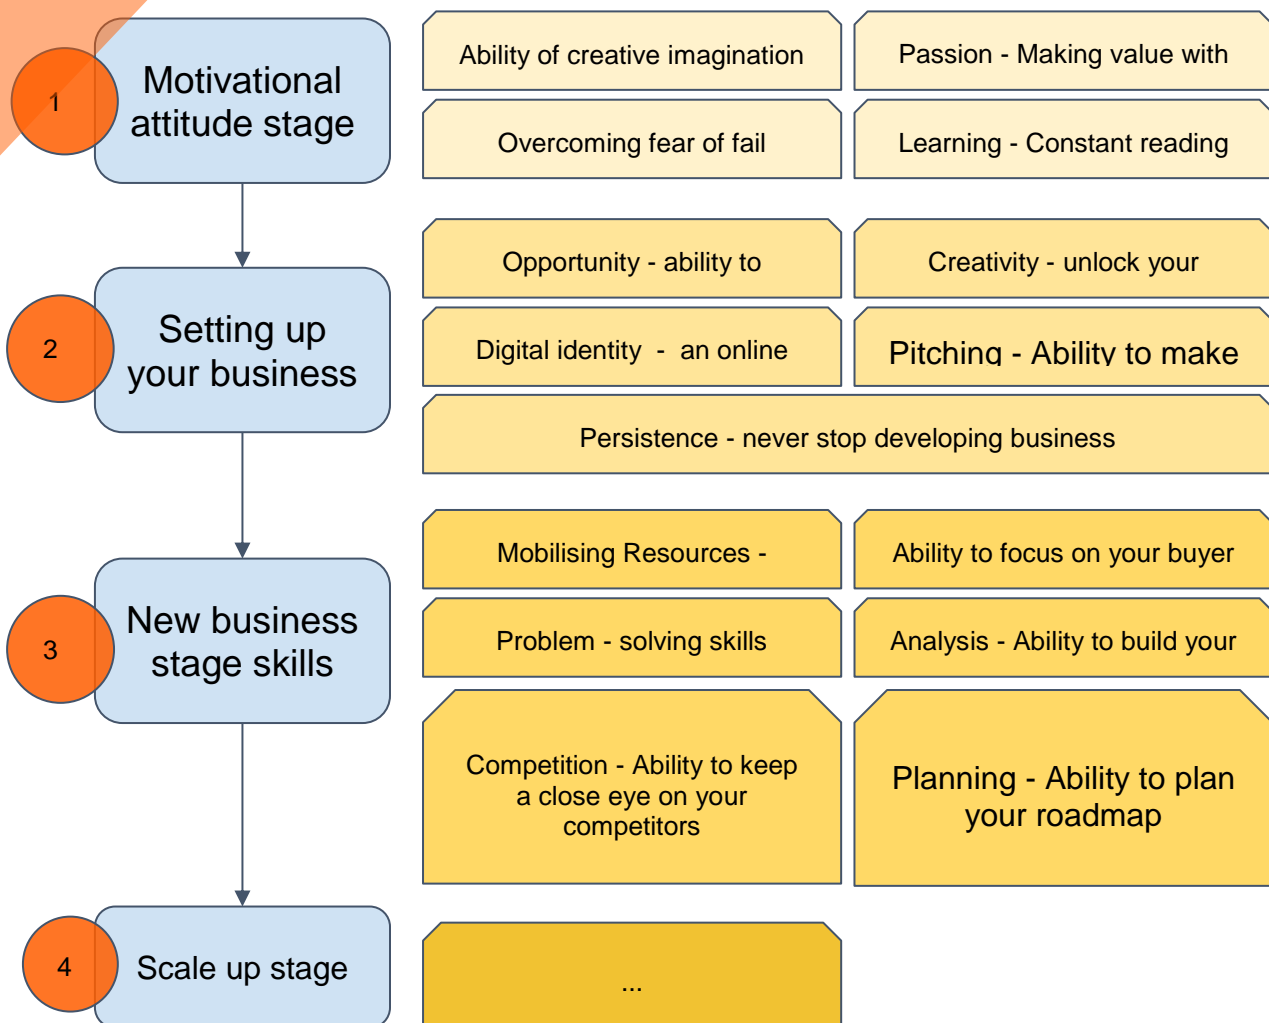 1
Motivational
attitude stage
Ability of creative imagination
Passion - Making value with
Overcoming fear of fail
Learning - Constant reading
2
Setting up
your business
Opportunity - ability to
Creativity - unlock your
Digital identity - an online
Pitching - Ability to make
Persistence - never stop developing business
3
New business
stage skills
Mobilising Resources -
Ability to focus on your buyer
Problem - solving skills
Analysis - Ability to build your
Competition - Ability to keep
a close eye on your
competitors
Planning - Ability to plan
your roadmap
4
Scale up stage
...